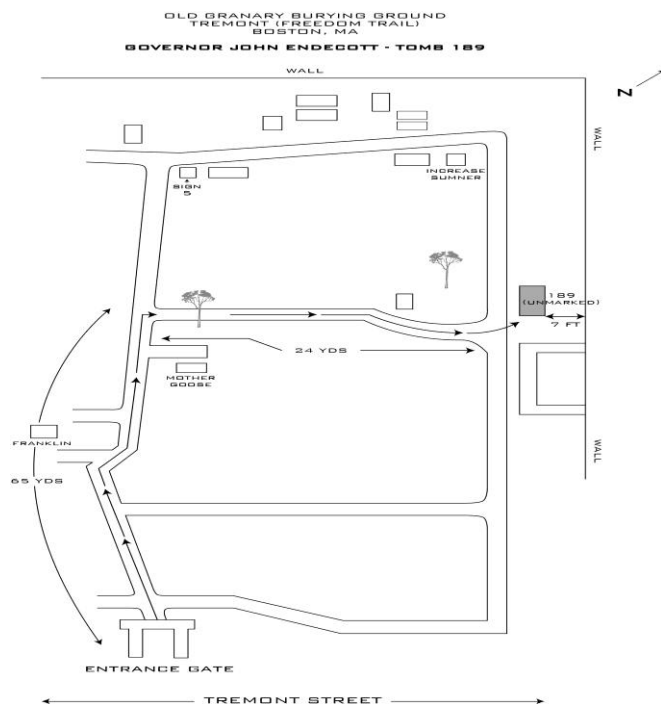 OLD GRANARY BURYING GROUND
TREMONT (FREEDOM TRAIL)
BOSTON, MA
GOVERNOR JOHN ENDECOTT - TOMB 189
WALL
N
WALL
SIGN
5
INCREASE
SUMNER
189
(UNMARKED)
7 FT
24 YDS
MOTHER
GOOSE
FRANKLIN
WALL
65 YDS
ENTRANCE GATE
TREMONT STREET